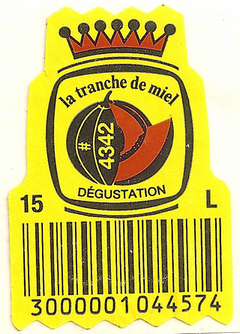 la tranche de miel
# 4342
DÉGUSTATION
15 L
3000001044574